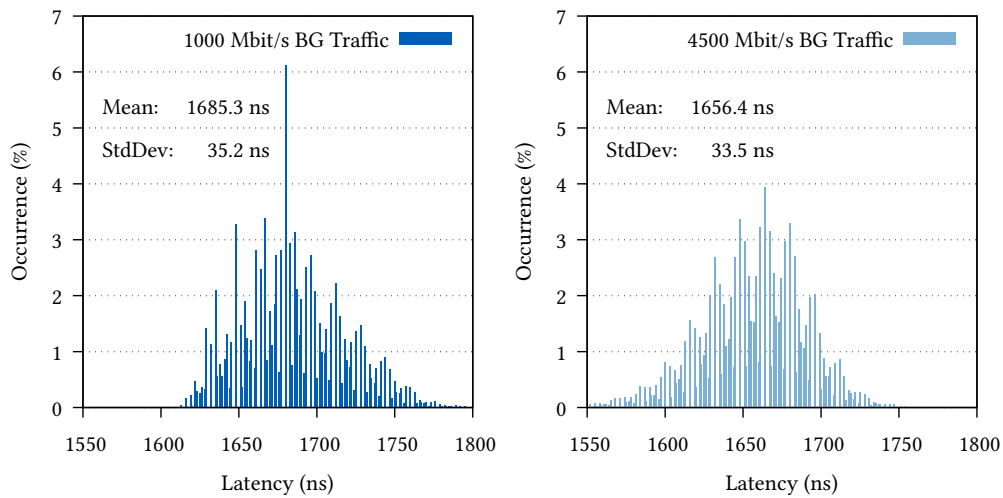 7
6
5
4
3
2
1
0
Occurrence (%)
1000 Mbit/s BG Traffic
Mean: 1685.3 ns
StdDev: 35.2 ns
1550 1600 1650 1700 1750 1800
Latency (ns)
7
6
5
4
3
2
1
0
Occurrence (%)
4500 Mbit/s BG Traffic
Mean: 1656.4 ns
StdDev: 33.5 ns
1550 1600 1650 1700 1750 1800
Latency (ns)